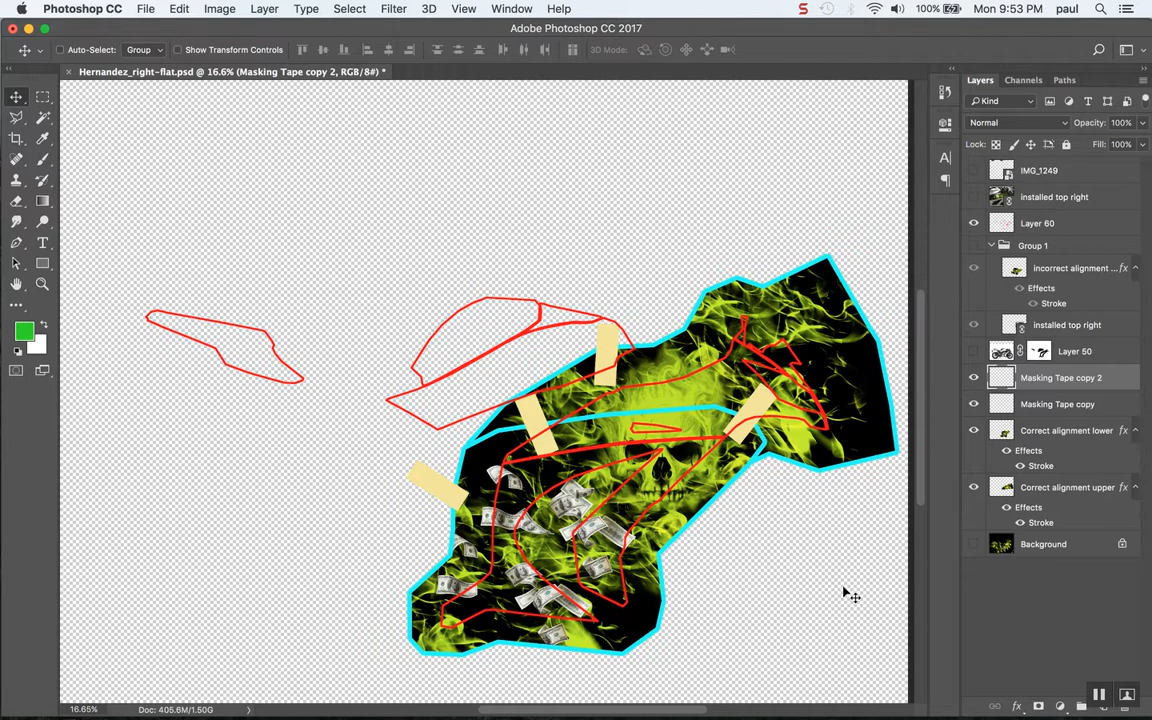 Photoshop CC File Edit Image Layer Type Select Filter 3D View Window Help 100% Mon 9:53 PM paul
Adobe Photoshop CC 2017
Auto-Select: Group Show Transform Controls 3D Mode:
Hernandez_right-flat.psd @ 16.6% (Masking Tape copy 2, RGB/8#) *
Layers Channels Paths
Kind
Normal Opacity: 100%
Lock: Fill: 100%
IMG_1249
installed top right
Layer 60
Group 1
incorrect alignment ... fx
Effects
Stroke
installed top right
Layer 50
Masking Tape copy 2
Masking Tape copy
Correct alignment lower fx
Effects
Stroke
Correct alignment upper fx
Effects
Stroke
Background
16.65% Doc: 405.6M/1.50G